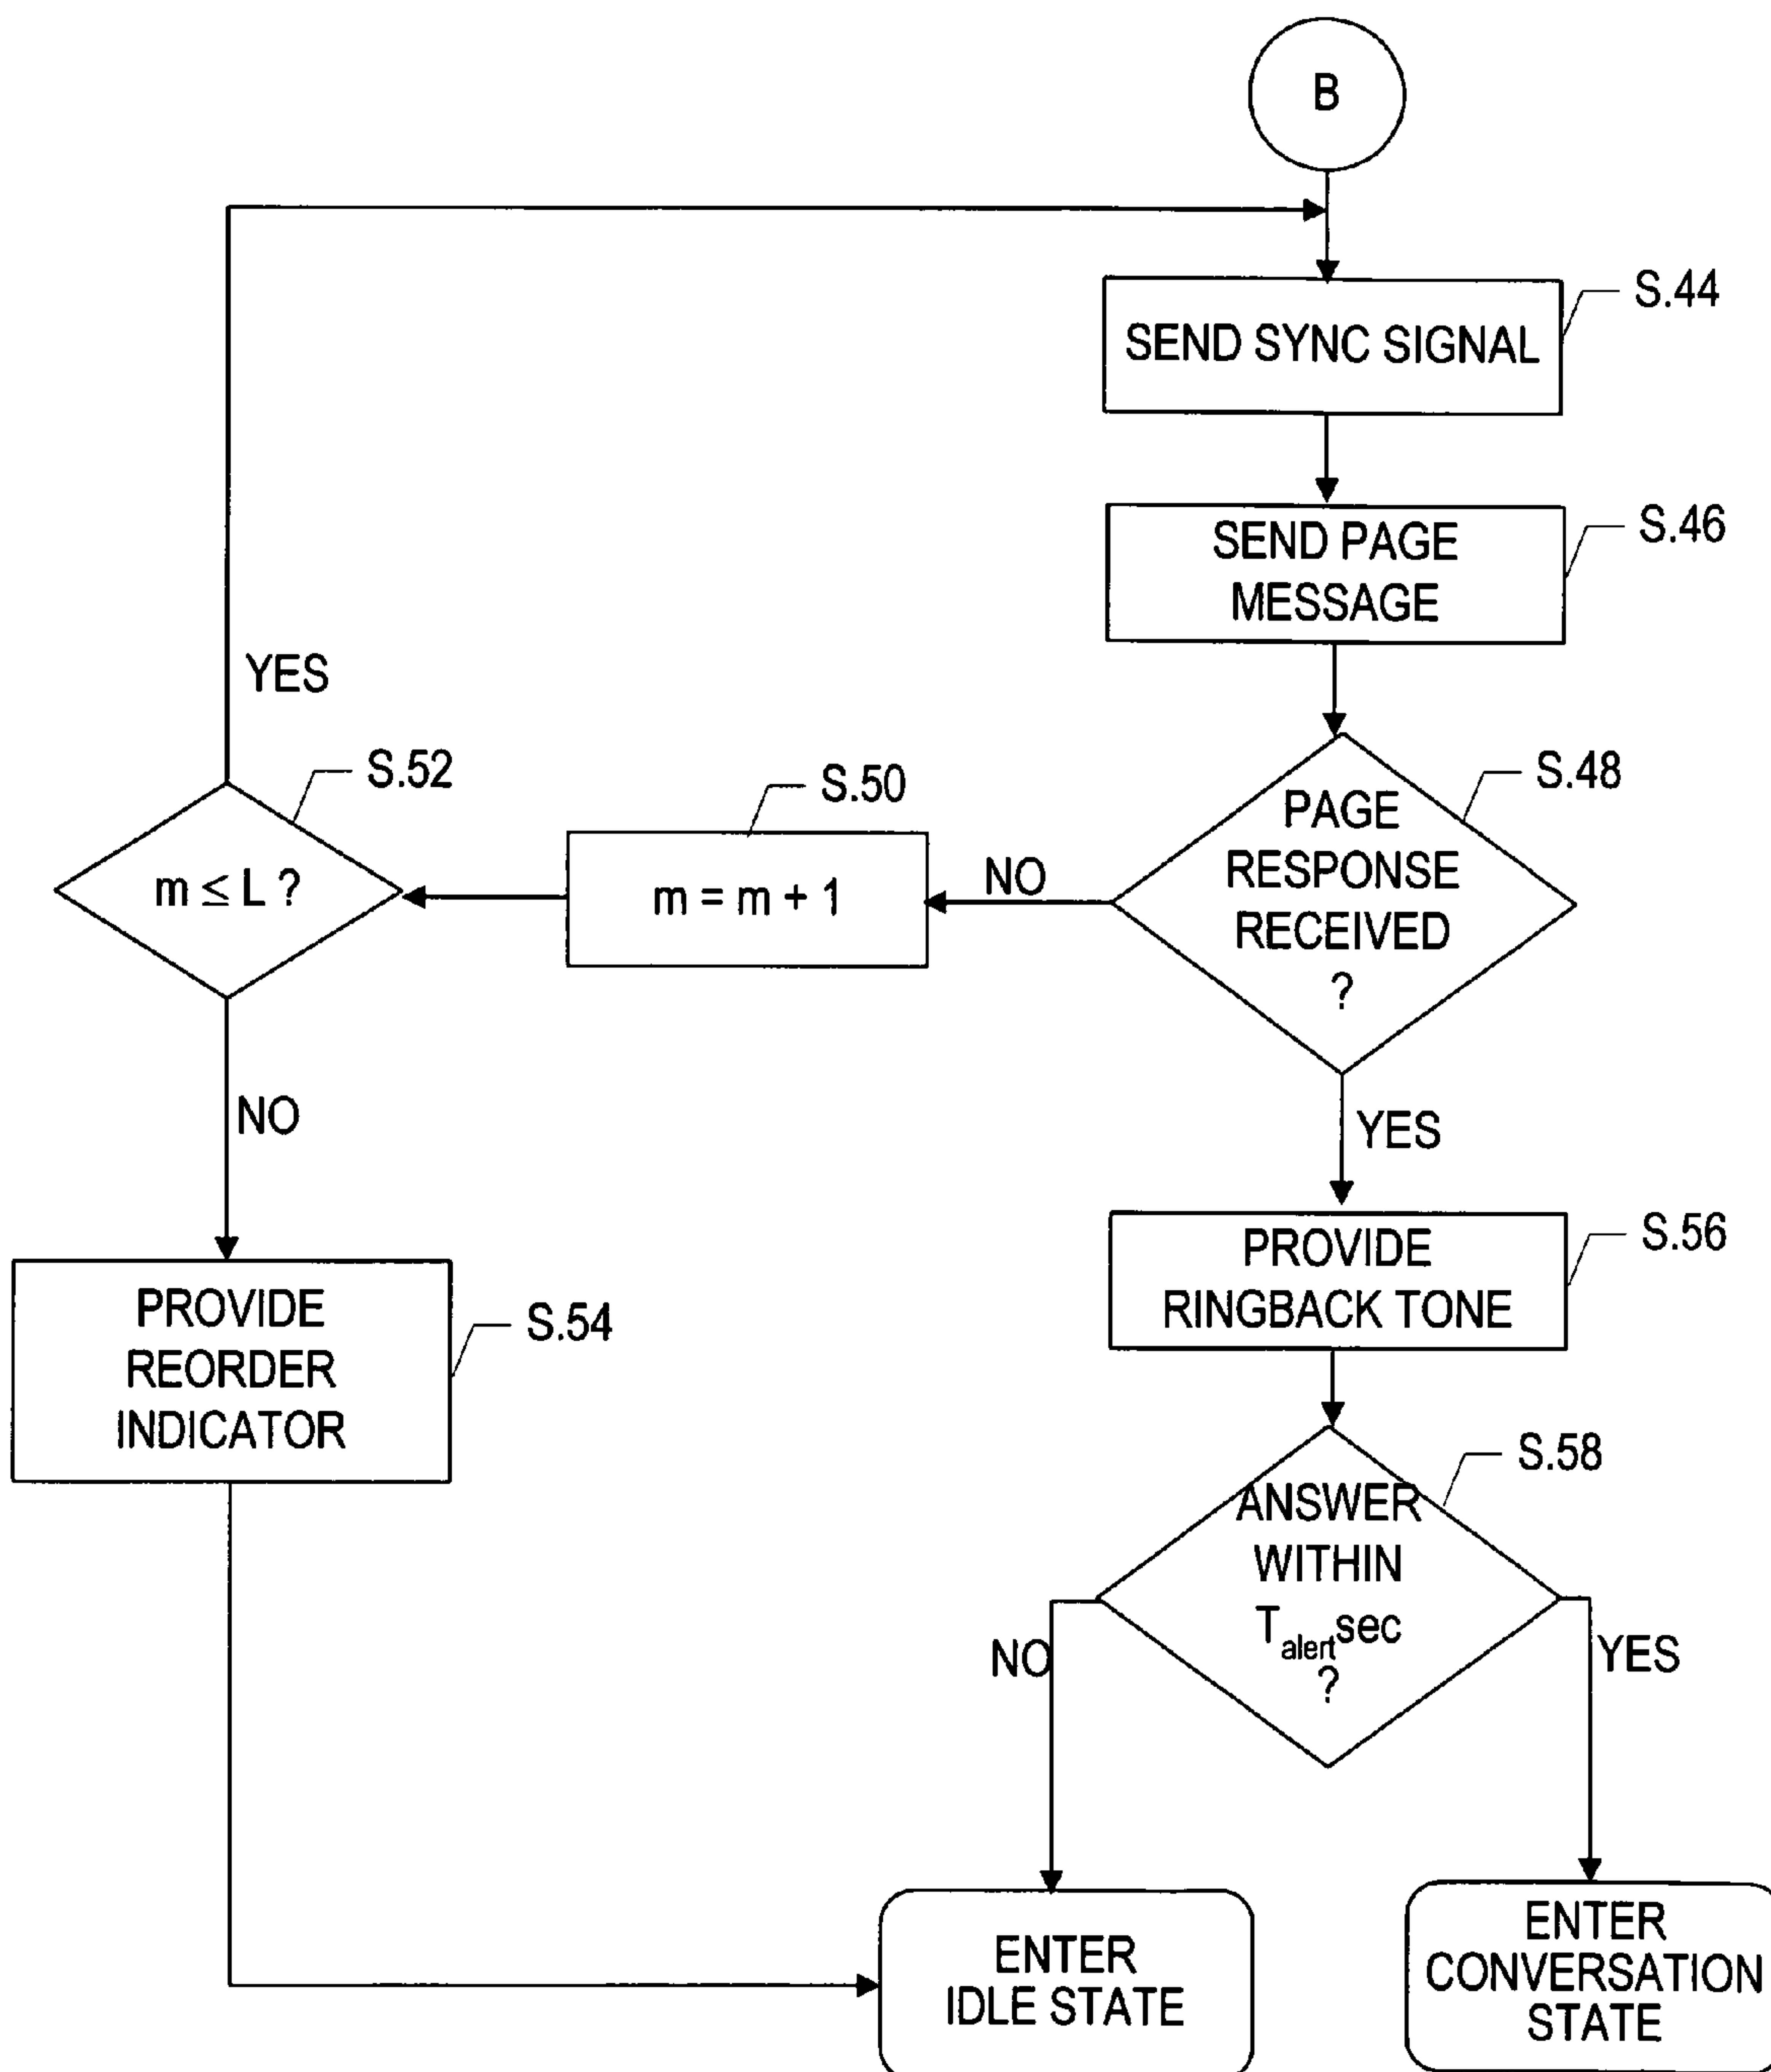 B
S.44
SEND SYNC SIGNAL
S.46
SEND PAGE
MESSAGE
YES
S.52
S.50
S.48
m ≤ L ?
m = m + 1
NO
PAGE
RESPONSE
RECEIVED
?
NO
YES
S.56
PROVIDE
RINGBACK TONE
PROVIDE
REORDER
INDICATOR
S.54
S.58
ANSWER
WITHIN
T_alert sec
?
NO
YES
ENTER
IDLE STATE
ENTER
CONVERSATION
STATE